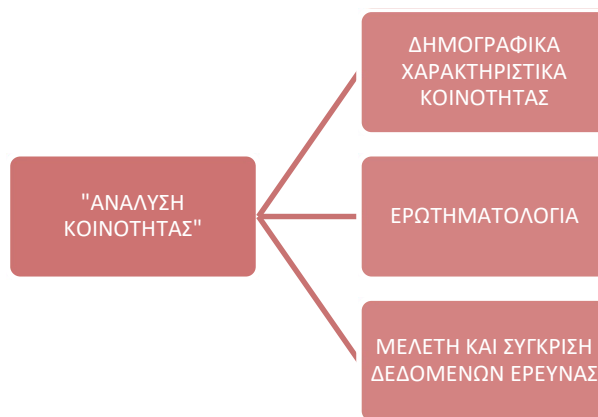 "ΑΝΑΛΥΣΗ
ΚΟΙΝΟΤΗΤΑΣ"
ΔΗΜΟΓΡΑΦΙΚΑ
ΧΑΡΑΚΤΗΡΙΣΤΙΚΑ
ΚΟΙΝΟΤΗΤΑΣ
ΕΡΩΤΗΜΑΤΟΛΟΓΙΑ
ΜΕΛΕΤΗ ΚΑΙ ΣΥΓΚΡΙΣΗ
ΔΕΔΟΜΕΝΩΝ ΕΡΕΥΝΑΣ